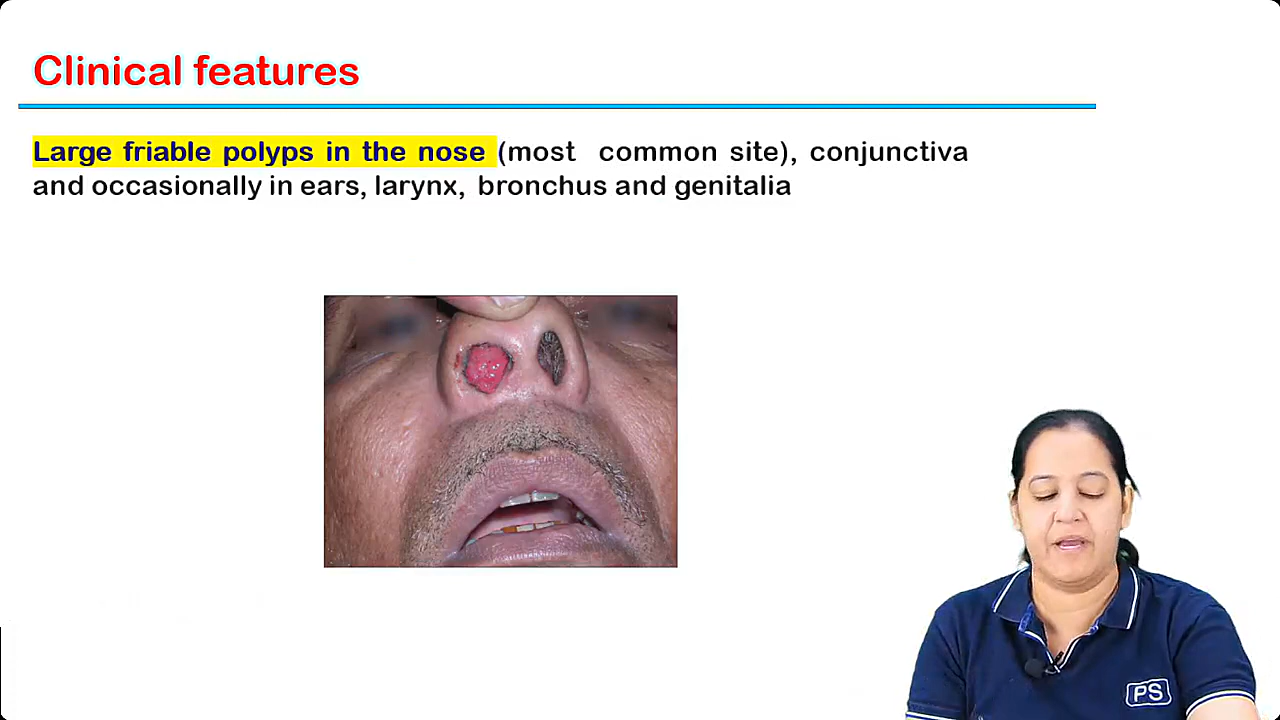 Clinical features
Large friable polyps in the nose (most common site), conjunctiva
and occasionally in ears, larynx, bronchus and genitalia
PS